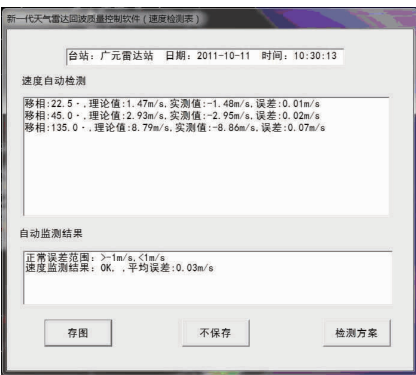 新一代天气雷达回波质量控制软件（速度检测表）
台站：广元雷达站 日期：2011-10-11 时间：10:30:13
速度自动检测
移相:22.5・,理论值:1.47m/s,实测值:-1.48m/s,误差:0.01m/s
移相:45.0・,理论值:2.93m/s,实测值:-2.95m/s,误差:0.02m/s
移相:135.0・,理论值:8.79m/s,实测值:-8.86m/s,误差:0.07m/s
自动监测结果
正常误差范围：>-1m/s,<1m/s
速度监测结果：OK, ,平均误差:0.03m/s
存图 不保存 检测方案